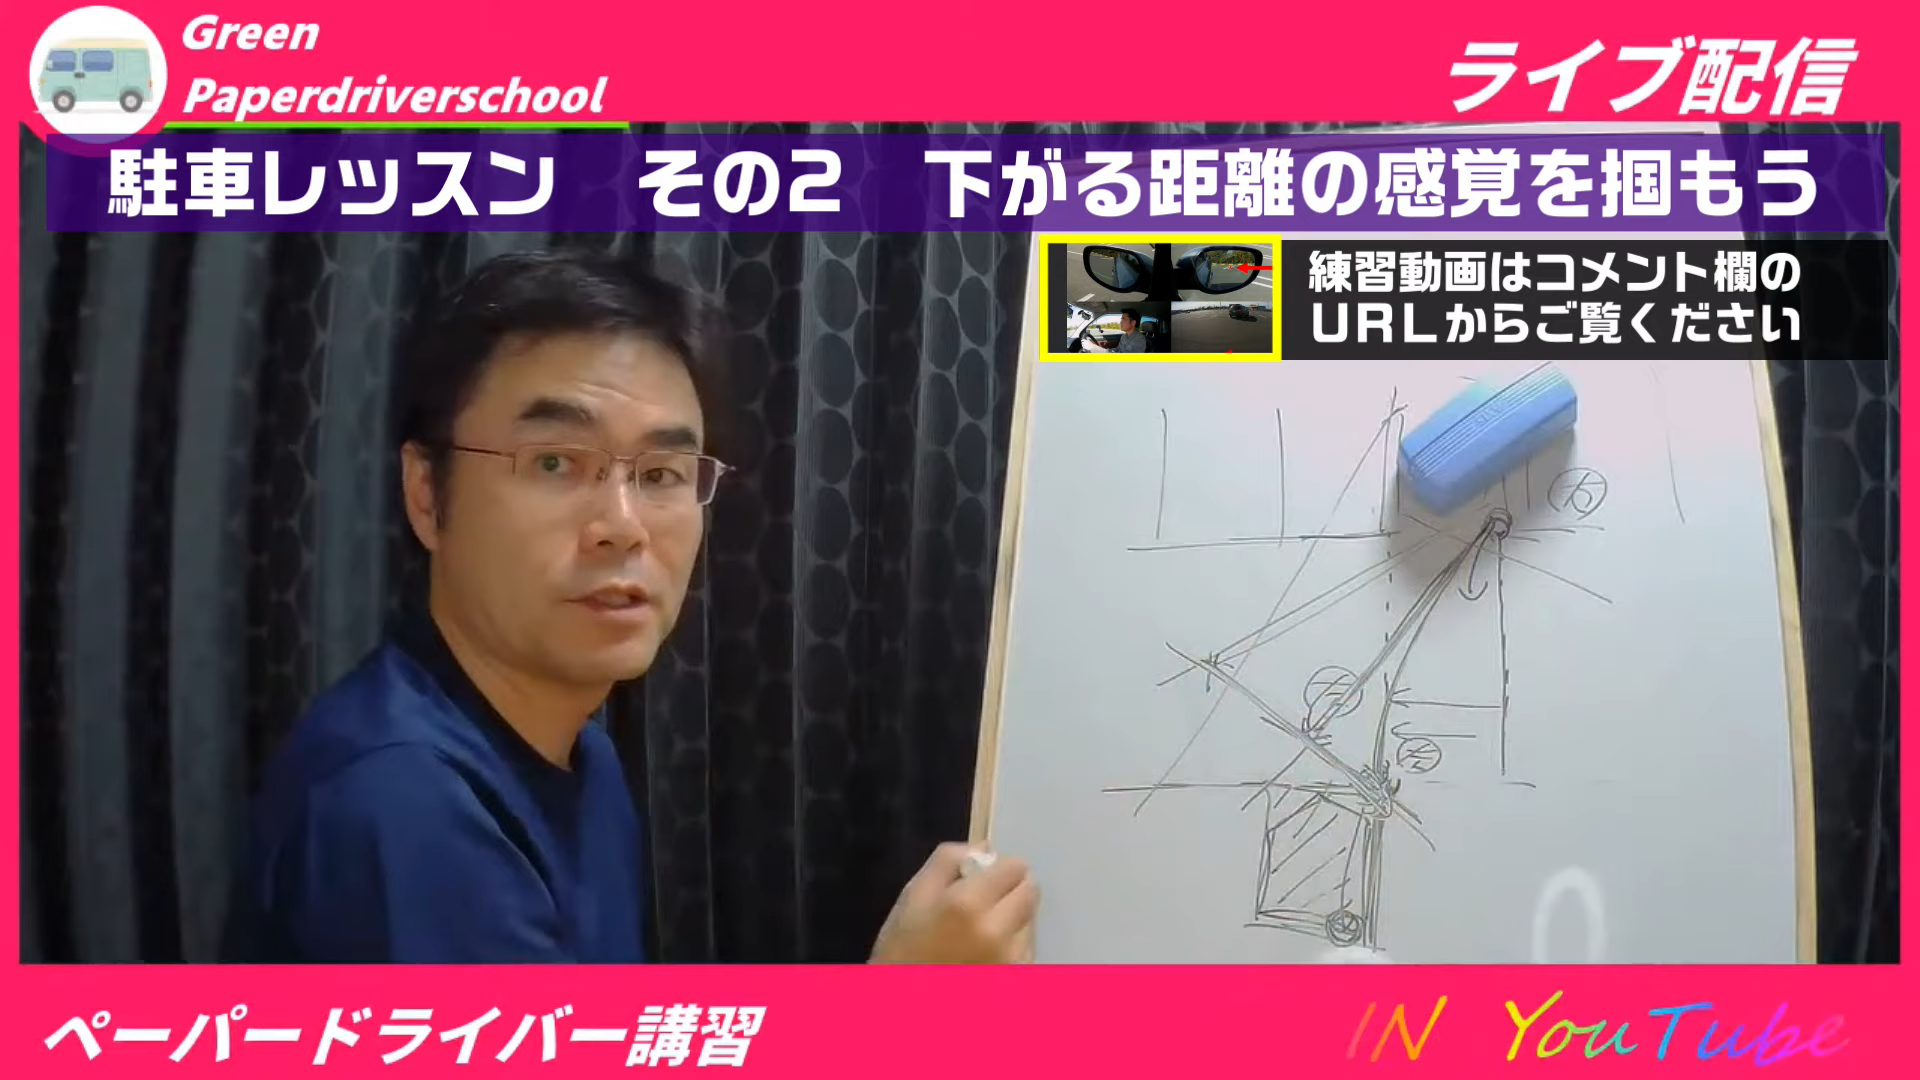 Green
Paperdriverschool
ライブ配信
駐車レッスン　その2　下がる距離の感覚を掴もう
練習動画はコメント欄の
URLからご覧ください
右
ペーパードライバー講習
IN YouTube